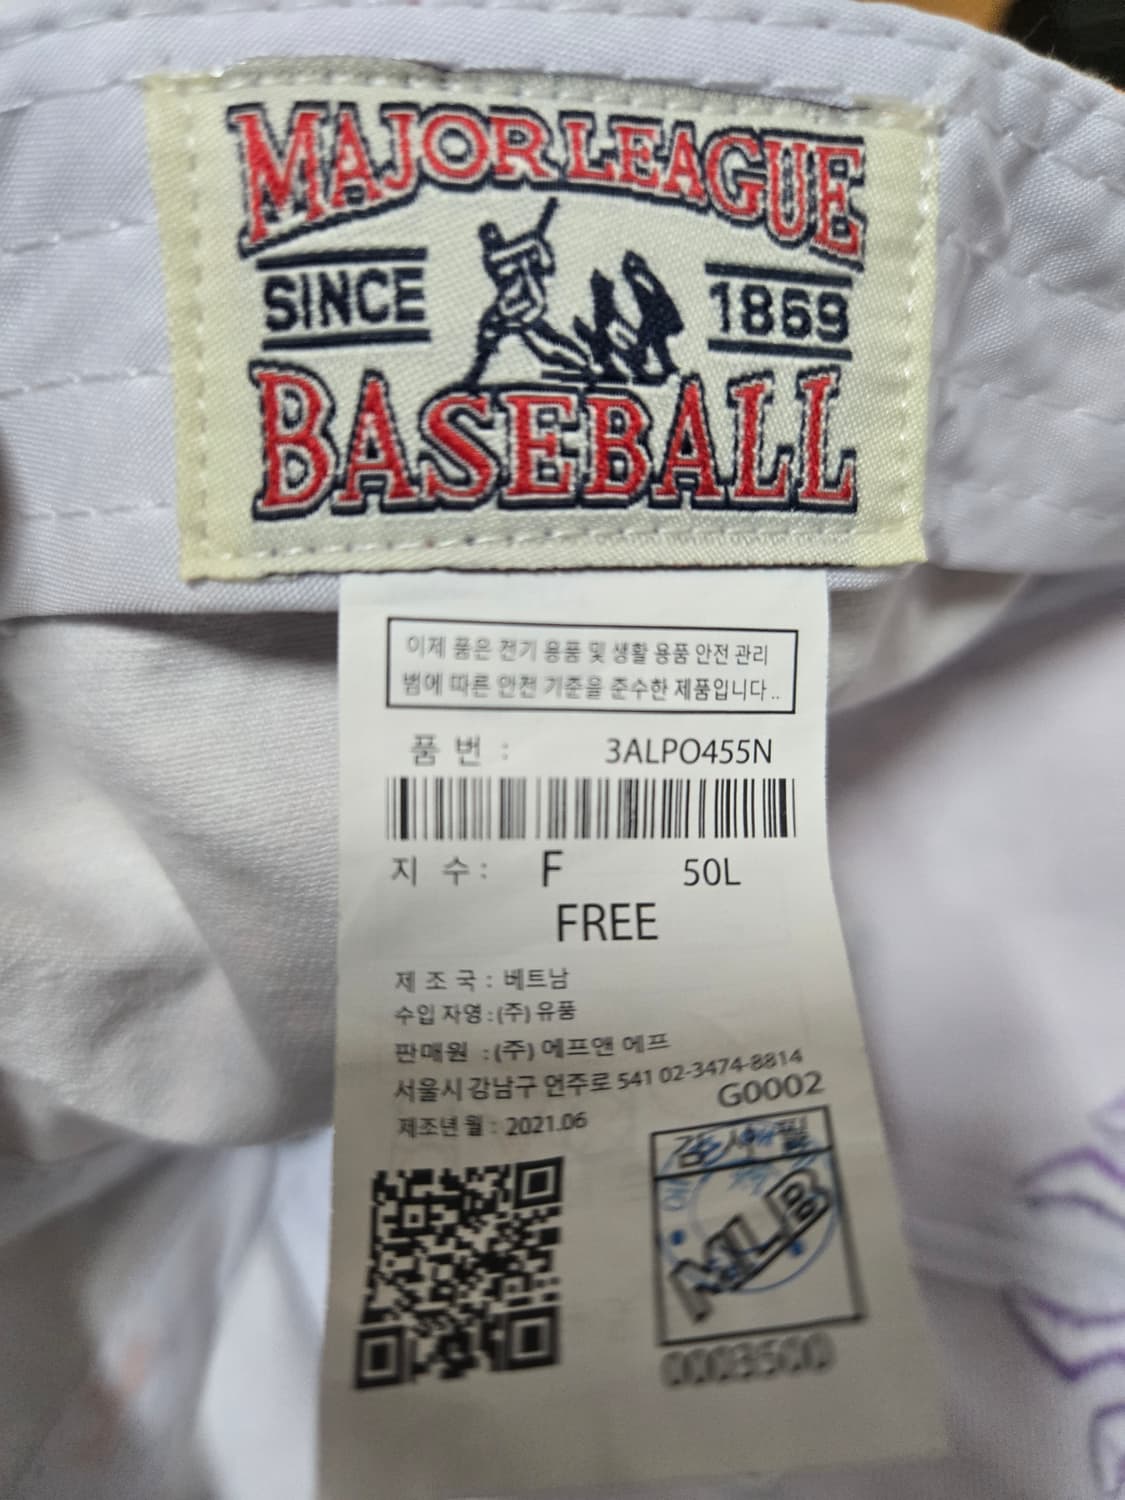 MAJOR LEAGUE
SINCE 1869
BASEBALL
이제 품은 전기 용품 및 생활 용품 안전 관리
범에 따른 안전 기준을 준수한 제품입니다..
품 번 : 3ALPO455N
지 수 : F 50L
FREE
제 조 국 : 베트남
수입 자영 : (주) 유품
판매원 : (주) 에프앤 에프
서울시 강남구 언주로 541 02-3474-8814
G0002
제조년 월 : 2021.06
MLB
0003500